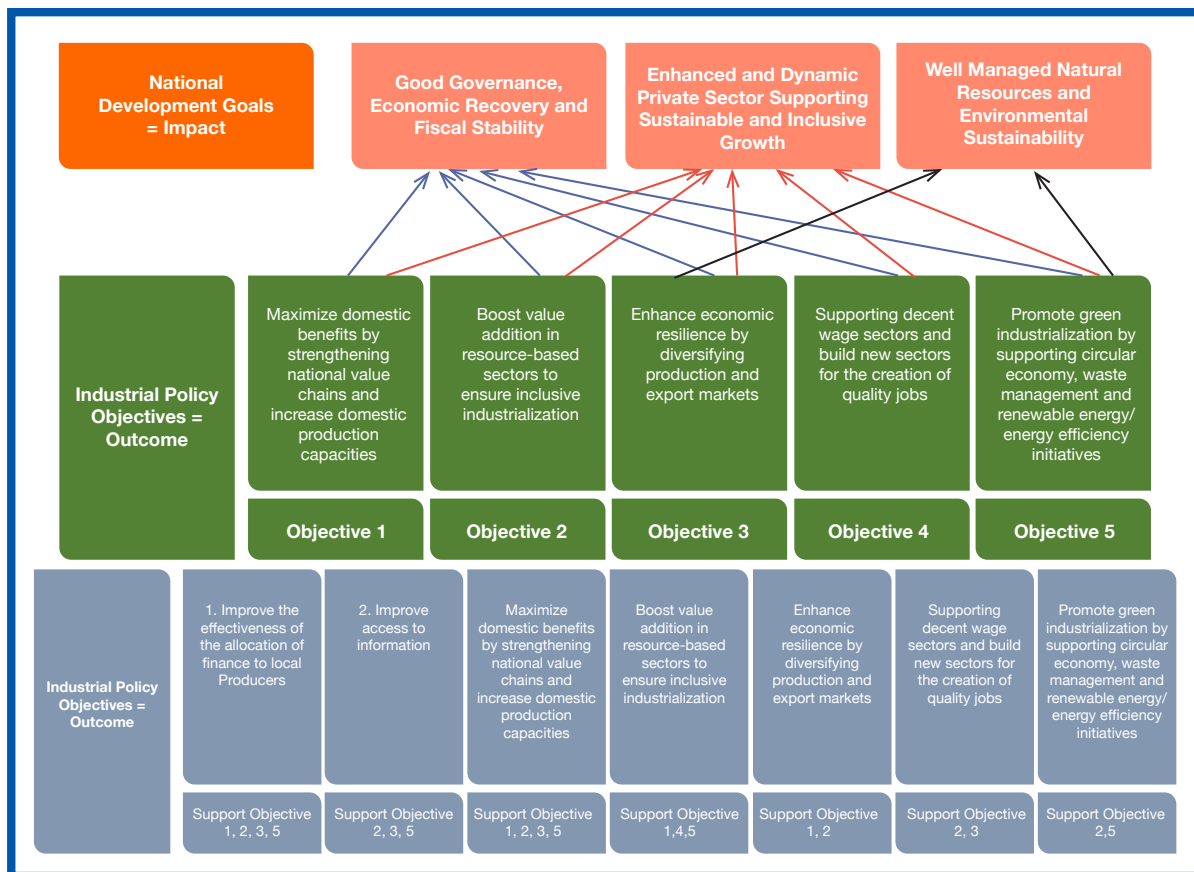 National
Development Goals
= Impact
Good Governance,
Economic Recovery and
Fiscal Stability
Enhanced and Dynamic
Private Sector Supporting
Sustainable and Inclusive
Growth
Well Managed Natural
Resources and
Environmental
Sustainability
Industrial Policy
Objectives =
Outcome
Maximize domestic
benefits by
strengthening
national value
chains and
increase domestic
production
capacities
Boost value
addition in
resource-based
sectors to
ensure inclusive
industrialization
Enhance economic
resilience by
diversifying
production and
export markets
Supporting decent
wage sectors and
build new sectors
for the creation of
quality jobs
Promote green
industrialization by
supporting circular
economy, waste
management and
renewable energy/
energy efficiency
initiatives
Objective 1
Objective 2
Objective 3
Objective 4
Objective 5
Industrial Policy
Objectives =
Outcome
1. Improve the
effectiveness of
the allocation of
finance to local
Producers
2. Improve
access to
information
Maximize
domestic benefits
by strengthening
national value
chains and
increase domestic
production
capacities
Boost value
addition in
resource-based
sectors to
ensure inclusive
industrialization
Enhance
economic
resilience by
diversifying
production and
export markets
Supporting
decent wage
sectors and build
new sectors for
the creation of
quality jobs
Promote green
industrialization by
supporting circular
economy, waste
management and
renewable energy/
energy efficiency
initiatives
Support Objective
1, 2, 3, 5
Support Objective
2, 3, 5
Support Objective
1, 2, 3, 5
Support Objective
1,4,5
Support Objective
1, 2
Support Objective
2, 3
Support Objective
2,5